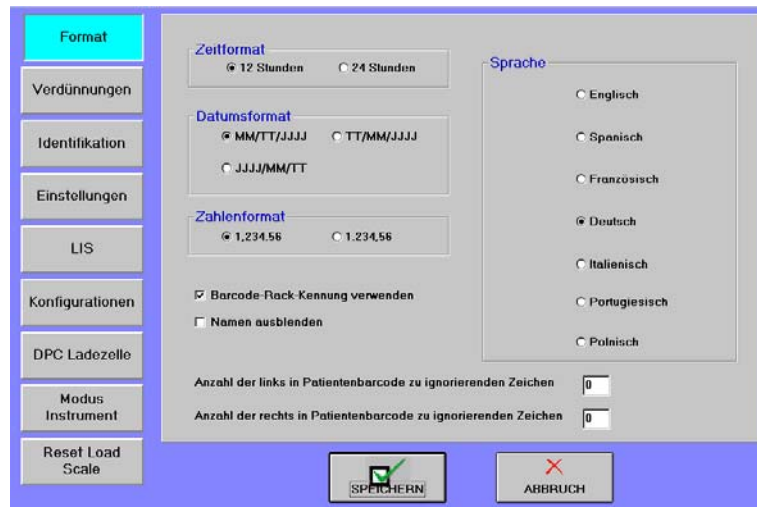 Format
Verdünnungen
Identifikation
Einstellungen
LIS
Konfigurationen
DPC Ladezelle
Modus
Instrument
Reset Load
Scale
Zeitformat
12 Stunden 24 Stunden
Datumsformat
MM/TT/JJJJ TT/MM/JJJJ
JJJJ/MM/TT
Zahlenformat
1,234.56 1.234,56
Barcode-Rack-Kennung verwenden
Namen ausblenden
Sprache
Englisch
Spanisch
Französisch
Deutsch
Italienisch
Portugiesisch
Polnisch
Anzahl der links in Patientenbarcode zu ignorierenden Zeichen 0
Anzahl der rechts in Patientenbarcode zu ignorierenden Zeichen 0
SPEICHERN
ABBRUCH